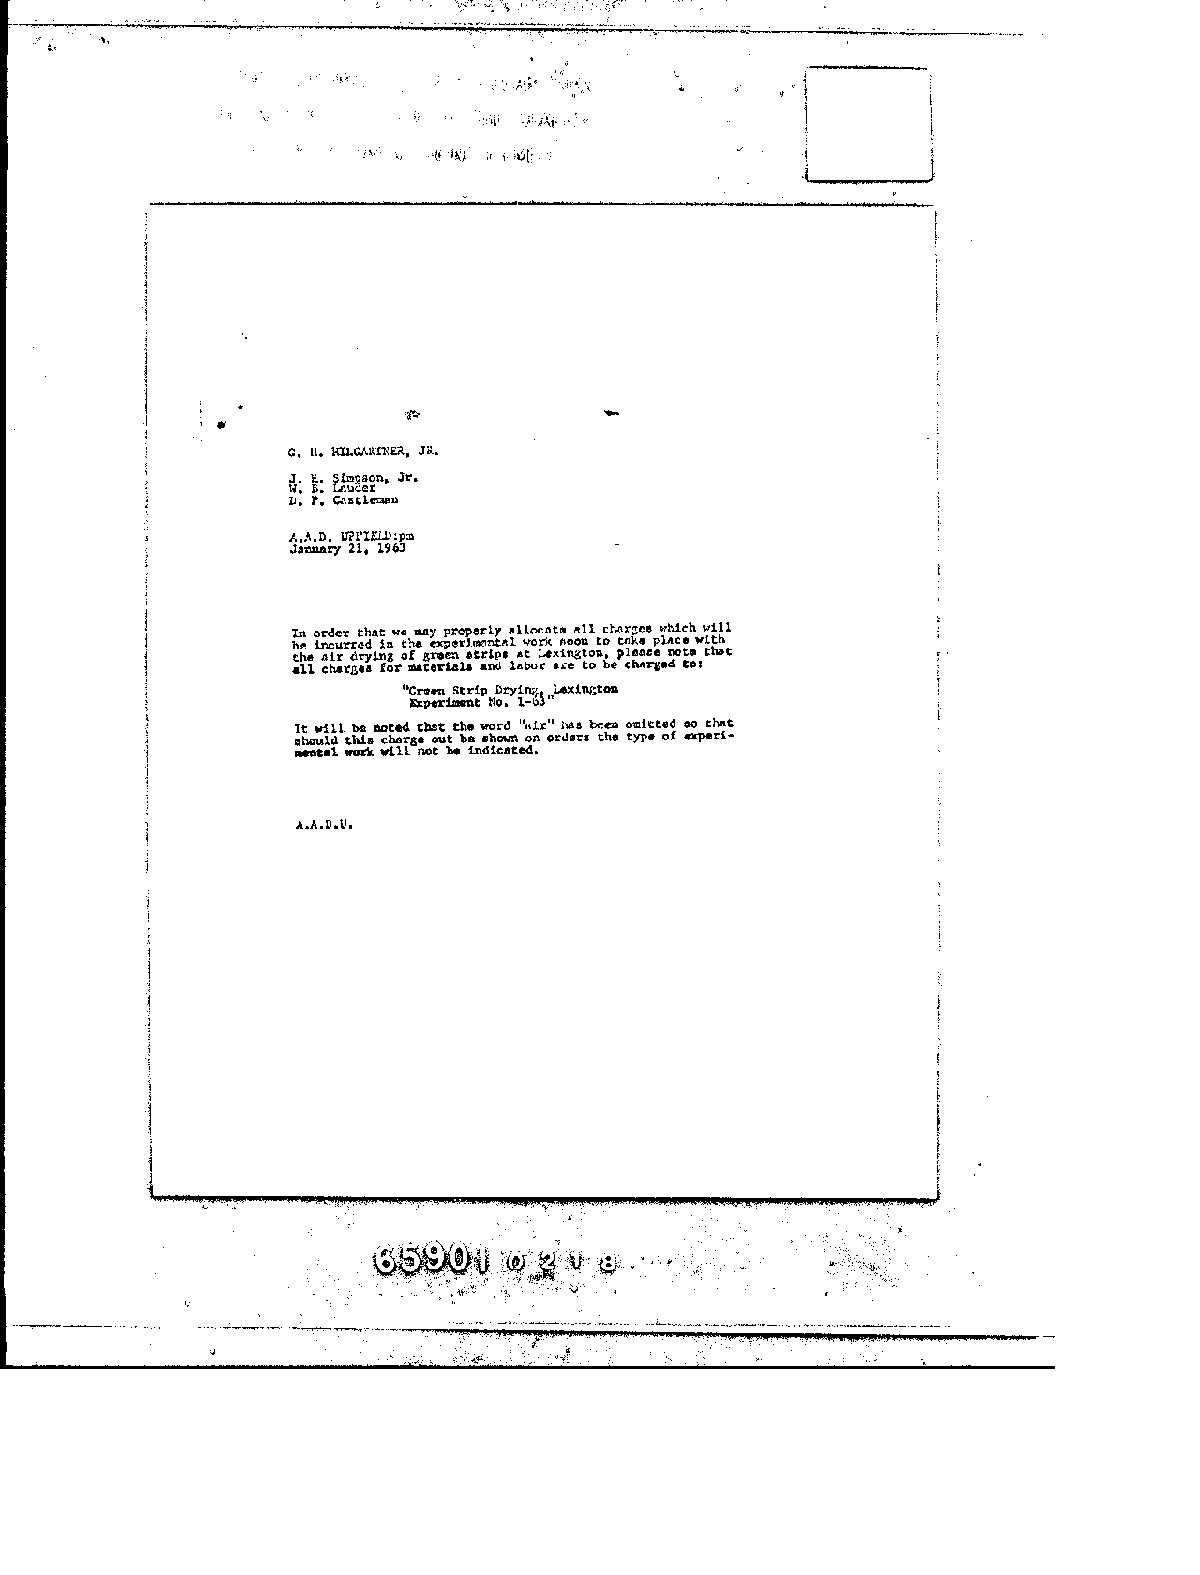 G. H. HILGARTNER, JR.
J. E. Simpson, Jr.
W. B. Lauder
D. P. Castleman
A.A.D. UPFIELD:pm
January 21, 1963
In order that we may properly allocate all charges which will
be incurred in the experimental work soon to take place with
the air drying of green strips at Lexington, please note that
all charges for materials and labor are to be charged to:
"Green Strip Drying, Lexington
Experiment No. 1-63"
It will be noted that the word "air" has been omitted so that
should this charge out be shown on orders the type of experi-
mental work will not be indicated.
A.A.D.U.
65901 0218